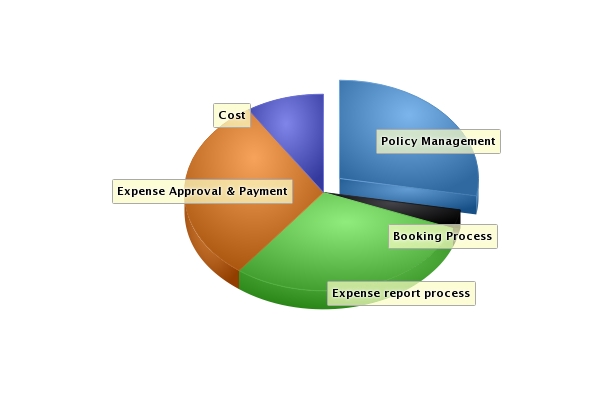 Cost
Policy Management
Expense Approval & Payment
Booking Process
Expense report process